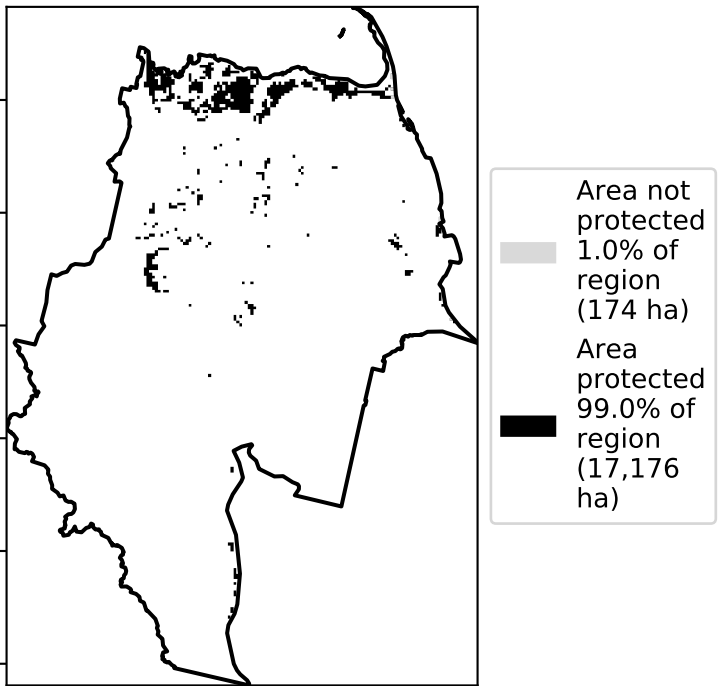 Area not
protected
1.0% of
region
(174 ha)
Area
protected
99.0% of
region
(17,176
ha)